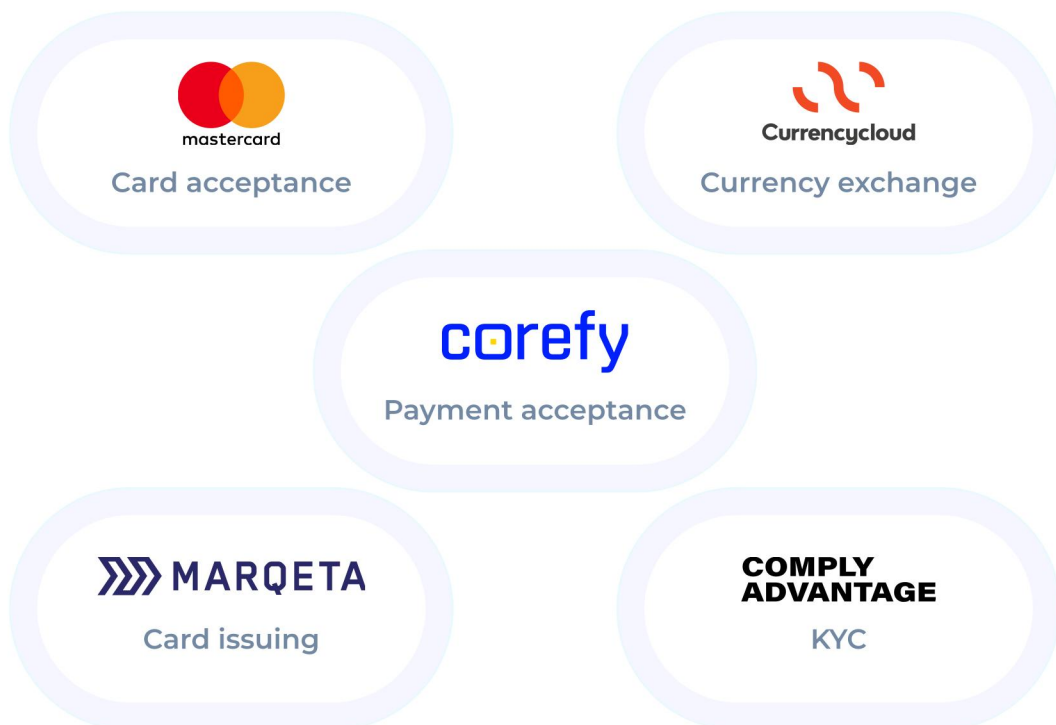 mastercard
Card acceptance
Currencycloud
Currency exchange
corefy
Payment acceptance
MARQETA
Card issuing
COMPLY
ADVANTAGE
KYC